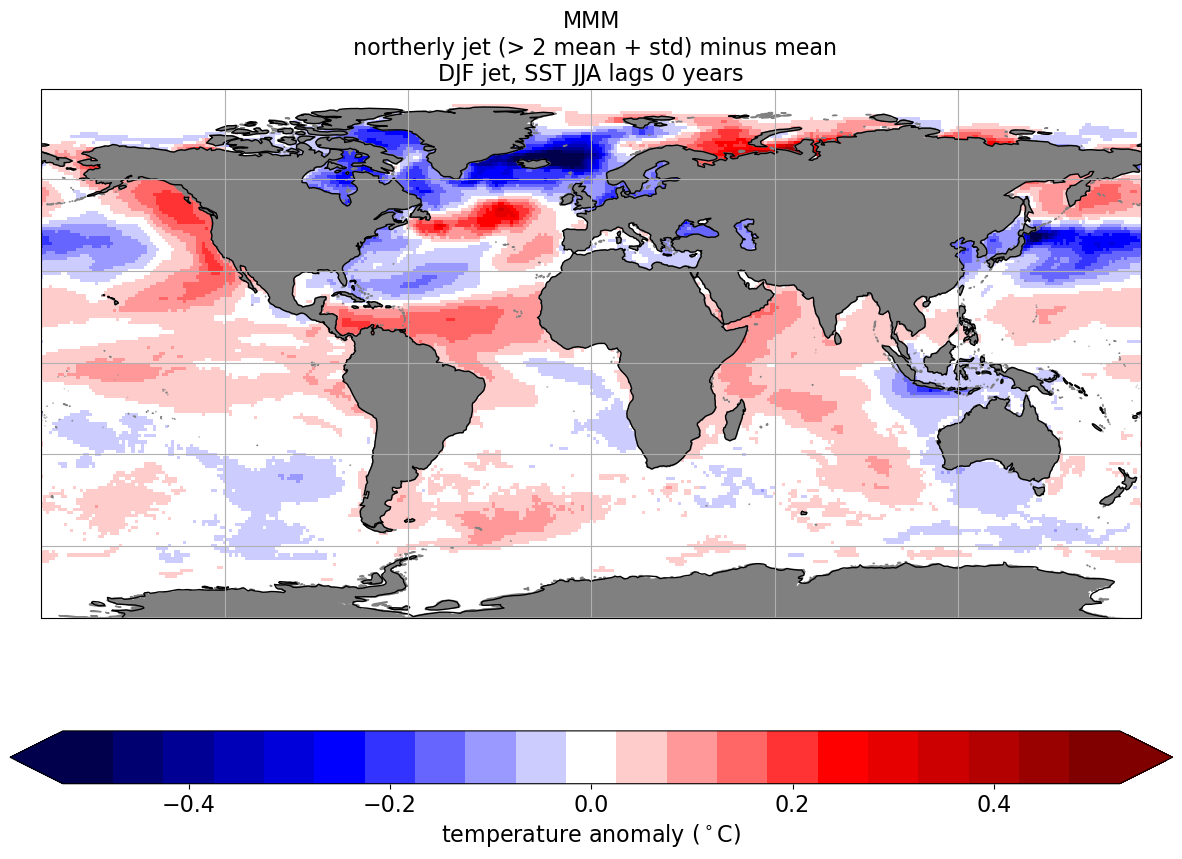 MMM
northerly jet (> 2 mean + std) minus mean
DJF jet, SST JJA lags 0 years
−0.4 −0.2 0.0 0.2 0.4
temperature anomaly (°C)